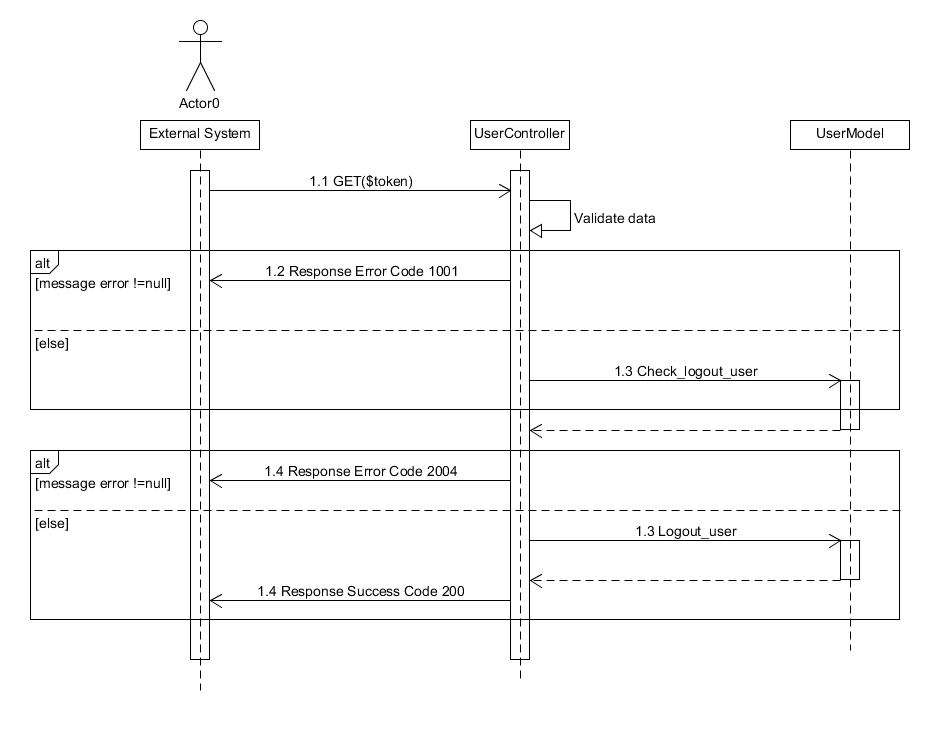 Actor0
External System
UserController
UserModel
1.1 GET($token)
Validate data
alt
1.2 Response Error Code 1001
[message error !=null]
[else]
1.3 Check_logout_user
alt
1.4 Response Error Code 2004
[message error !=null]
[else]
1.3 Logout_user
1.4 Response Success Code 200